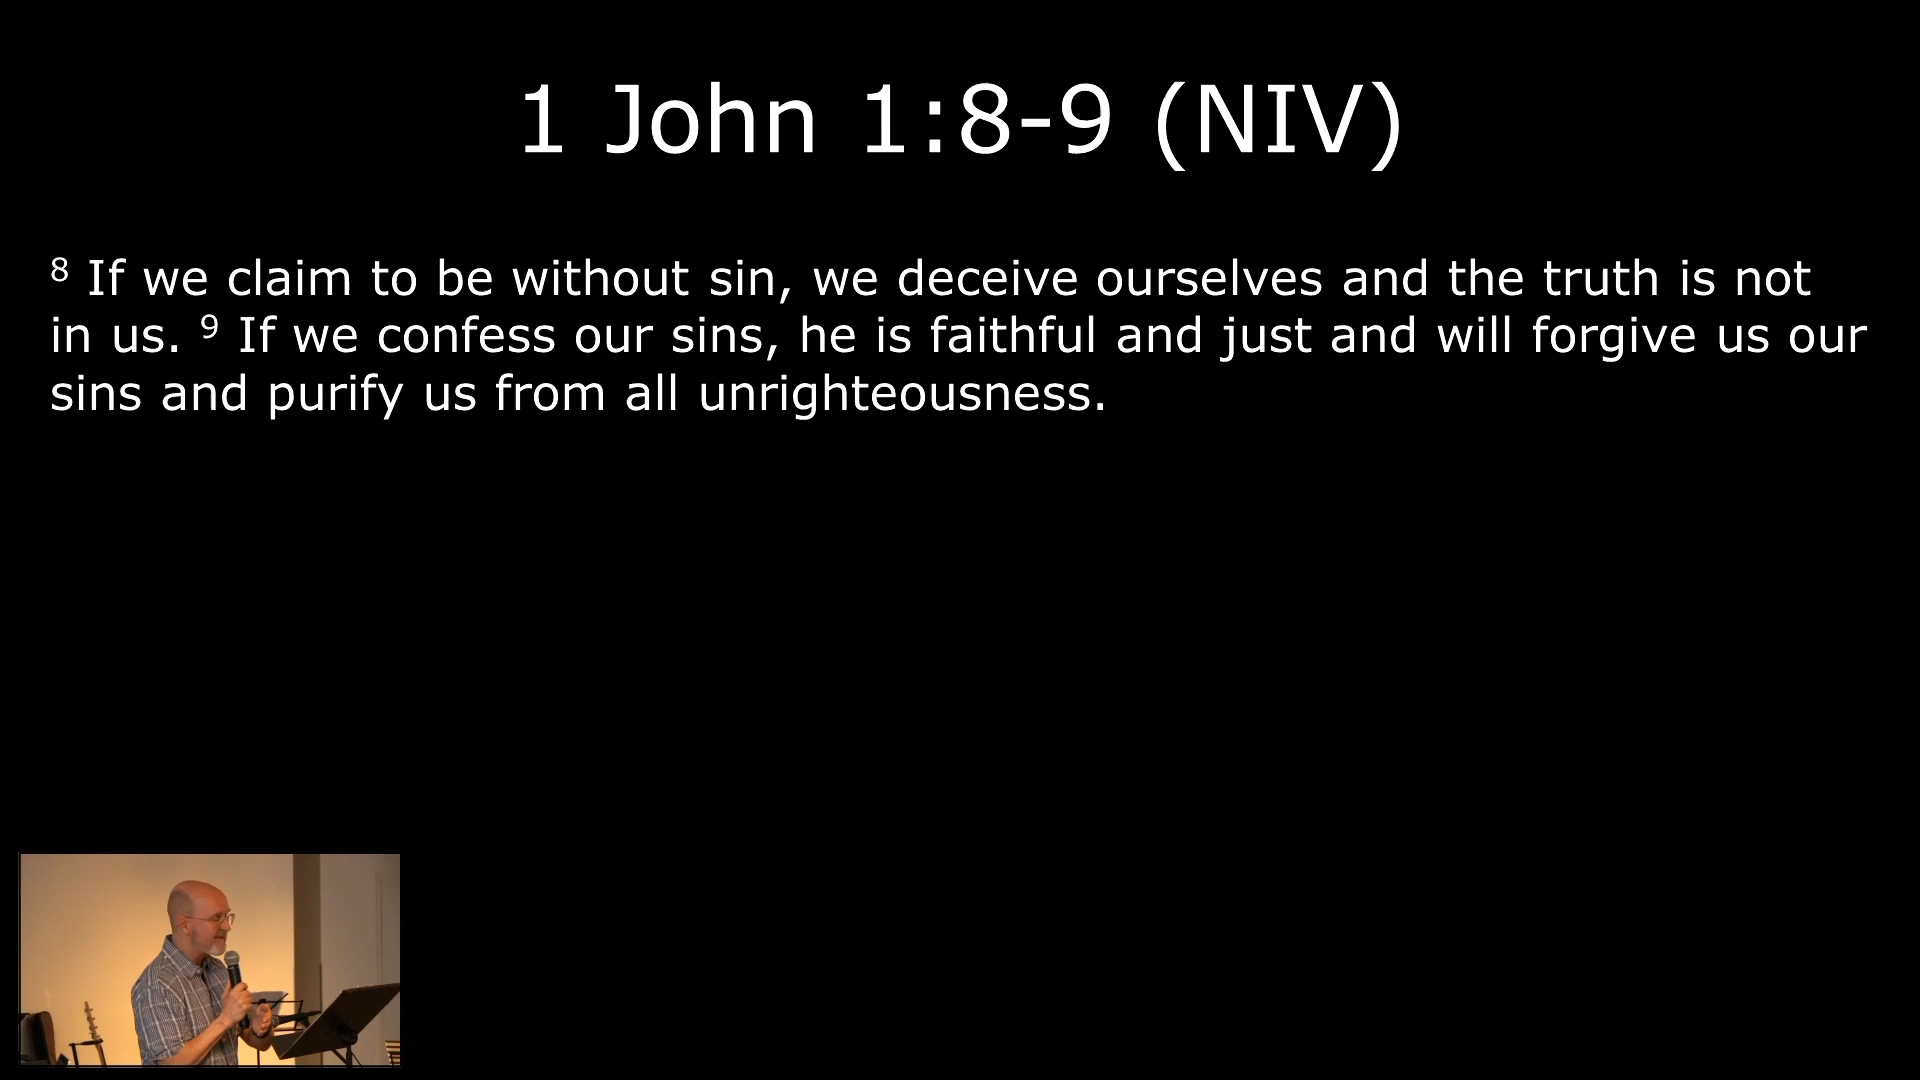 1 John 1:8-9 (NIV)
⁸ If we claim to be without sin, we deceive ourselves and the truth is not
in us. ⁹ If we confess our sins, he is faithful and just and will forgive us our
sins and purify us from all unrighteousness.